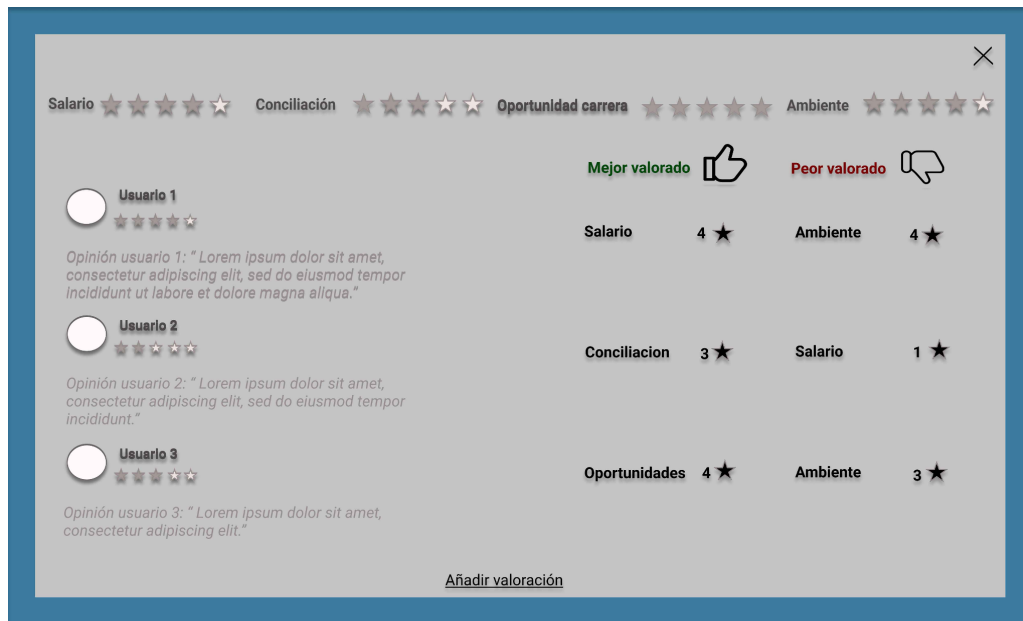 Salario Conciliación Oportunidad carrera Ambiente
Mejor valorado Peor valorado
Usuario 1
Salario 4 Ambiente 4
Opinión usuario 1: “ Lorem ipsum dolor sit amet,
consectetur adipiscing elit, sed do eiusmod tempor
incididunt ut labore et dolore magna aliqua.”
Usuario 2
Conciliacion 3 Salario 1
Opinión usuario 2: “ Lorem ipsum dolor sit amet,
consectetur adipiscing elit, sed do eiusmod tempor
incididunt.”
Usuario 3
Oportunidades 4 Ambiente 3
Opinión usuario 3: “ Lorem ipsum dolor sit amet,
consectetur adipiscing elit.”
Añadir valoración